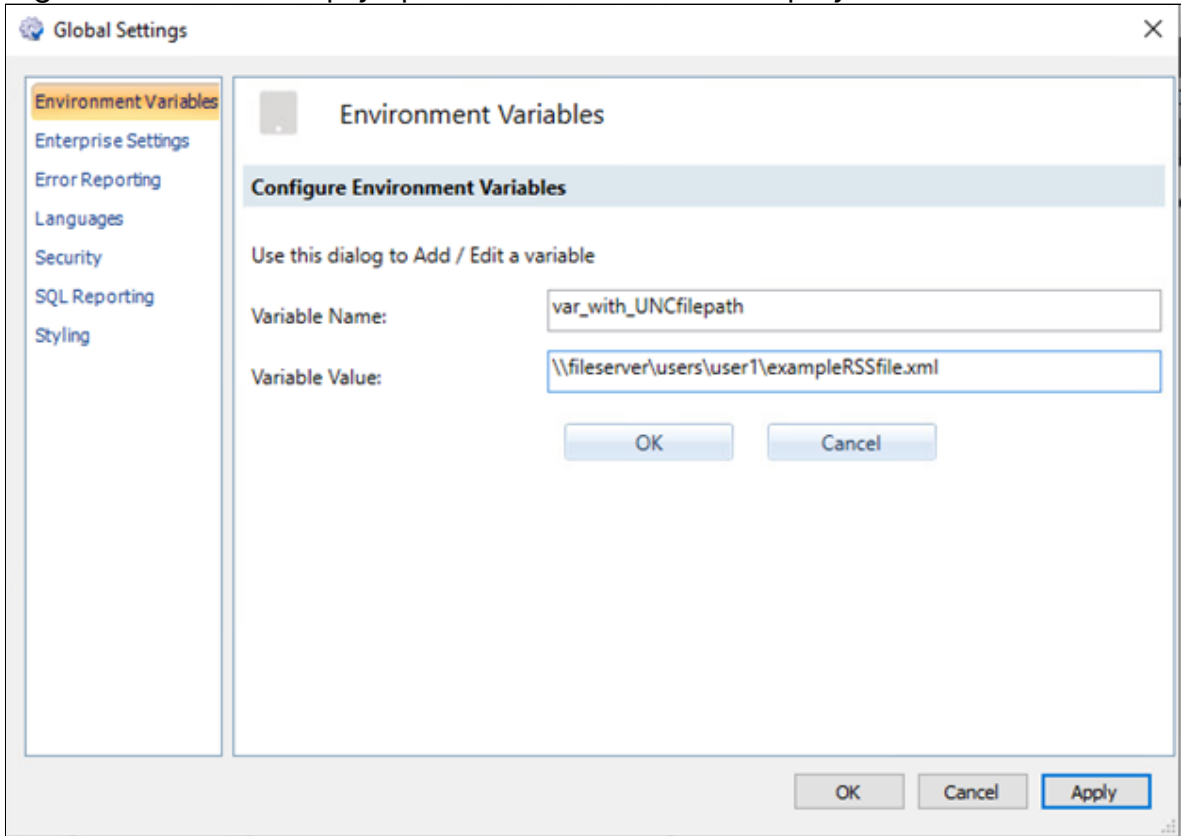 Global Settings
Environment Variables
Enterprise Settings
Error Reporting
Languages
Security
SQL Reporting
Styling
Environment Variables
Configure Environment Variables
Use this dialog to Add / Edit a variable
Variable Name:
var_with_UNCfilepath
Variable Value:
\\fileserver\users\user1\exampleRSSfile.xml
OK Cancel
OK Cancel Apply